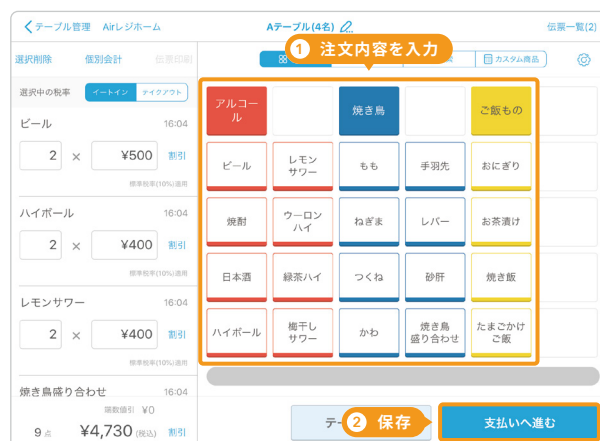 テーブル管理 Airレジホーム
Aテーブル(4名)
伝票一覧(2)
選択削除
個別会計
伝票印刷
1 注文内容を入力
カスタム商品
選択中の税率
イートイン
テイクアウト
ビール
16:04
2 × ¥500 割引
標準税率(10%)適用
ハイボール
16:04
2 × ¥400 割引
標準税率(10%)適用
レモンサワー
16:04
2 × ¥400 割引
標準税率(10%)適用
焼き鳥盛り合わせ
16:04
端数値引 ¥0
9点 ¥4,730 (税込) 割引
アルコー
ル
焼き鳥
ご飯もの
ビール
レモン
サワー
もも
手羽先
おにぎり
焼酎
ウーロン
ハイ
ねぎま
レバー
お茶漬け
日本酒
緑茶ハイ
つくね
砂肝
焼き飯
ハイボール
梅干し
サワー
かわ
焼き鳥
盛り合わせ
たまごかけ
ご飯
テー
2 保存
支払いへ進む